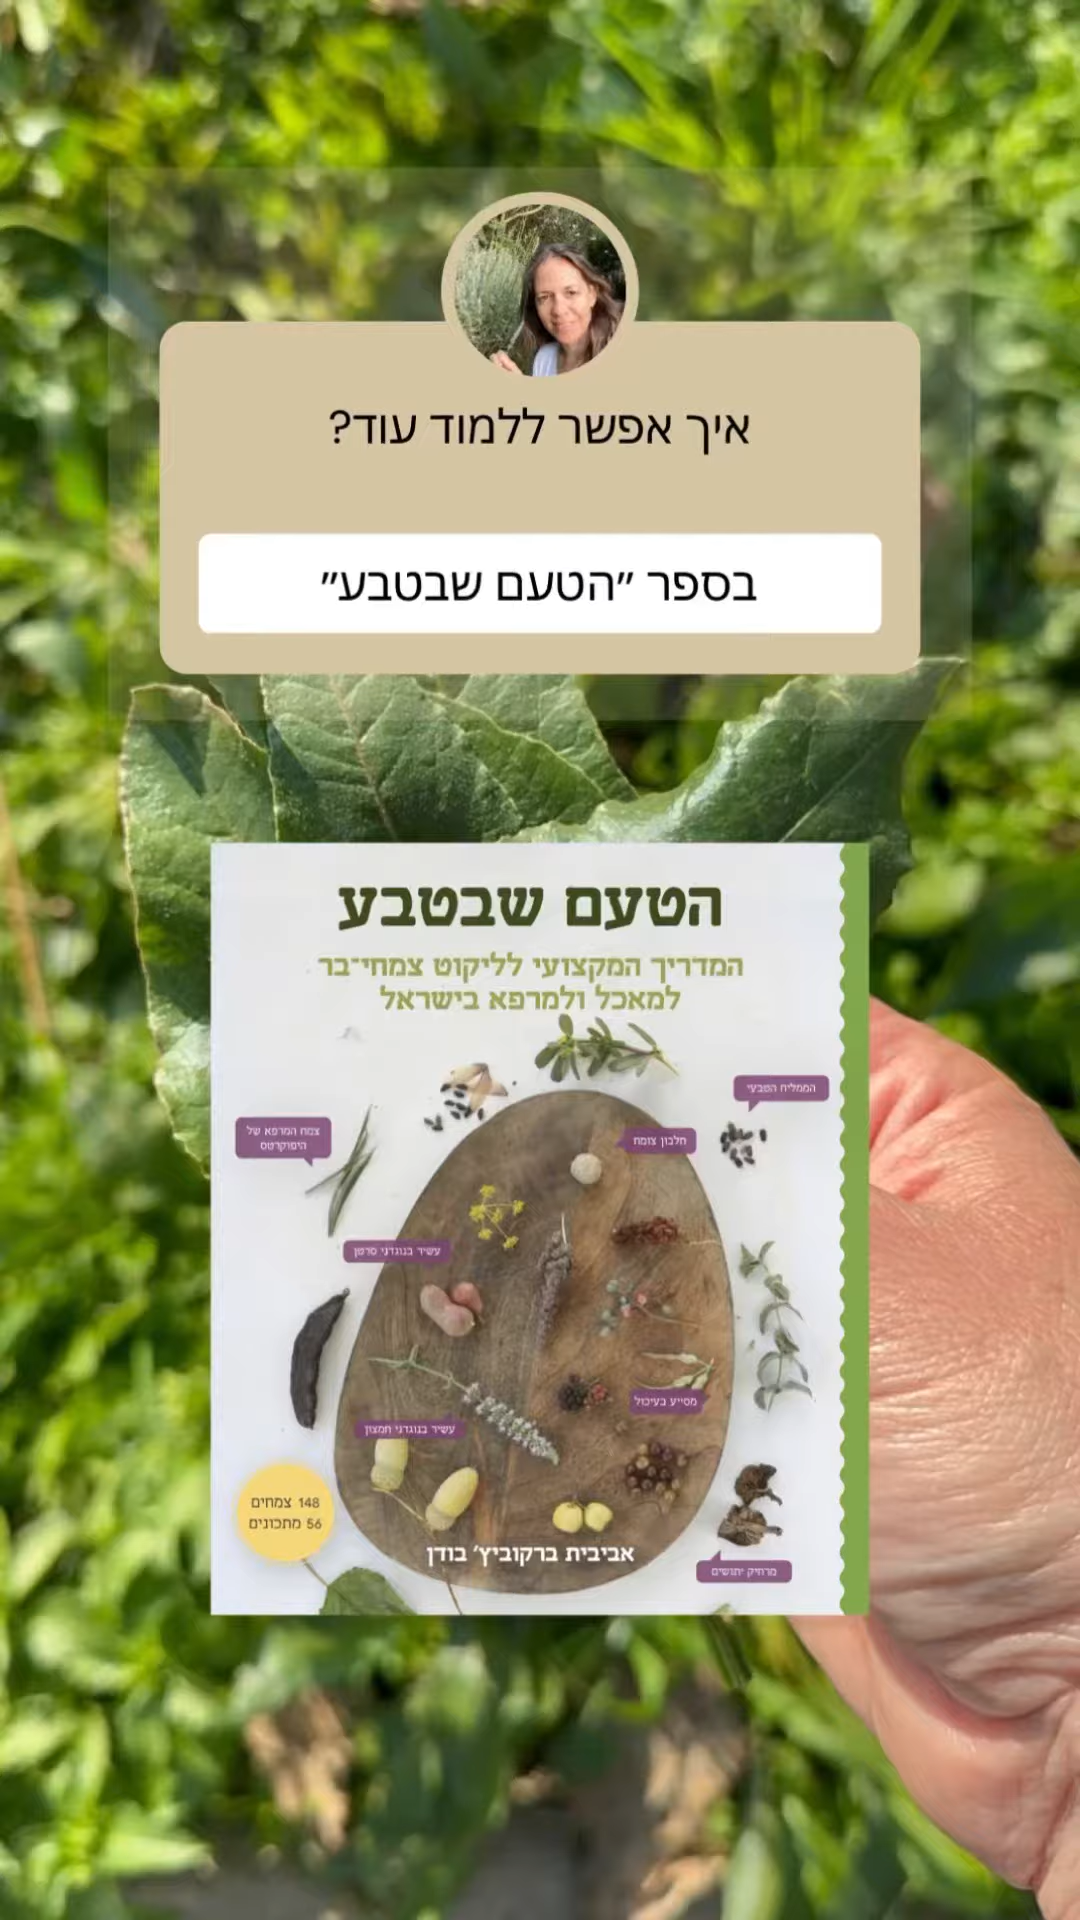 איך אפשר ללמוד עוד?
בספר ״הטעם שבטבע״
הטעם שבטבע
המדריך המקצועי לליקוט צמחי־בר
למאכל ולמרפא בישראל
הממליח הטבעי
צמח המרפא של
היפוקרטס
חלבון צומח
עשיר בנוגדני סרטן
מסייע בעיכול
עשיר בנוגדני חמצון
148 צמחים
56 מתכונים
אביבית ברקוביץ׳ בודן
מרחיק יתושים